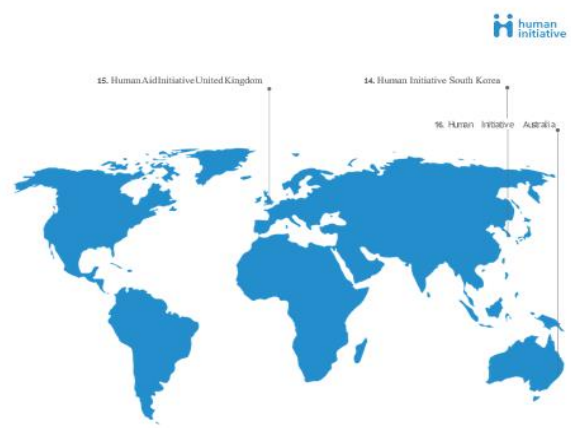 human
initiative
15. Human Aid Initiative United Kingdom
14. Human Initiative South Korea
16. Human Initiative Australia